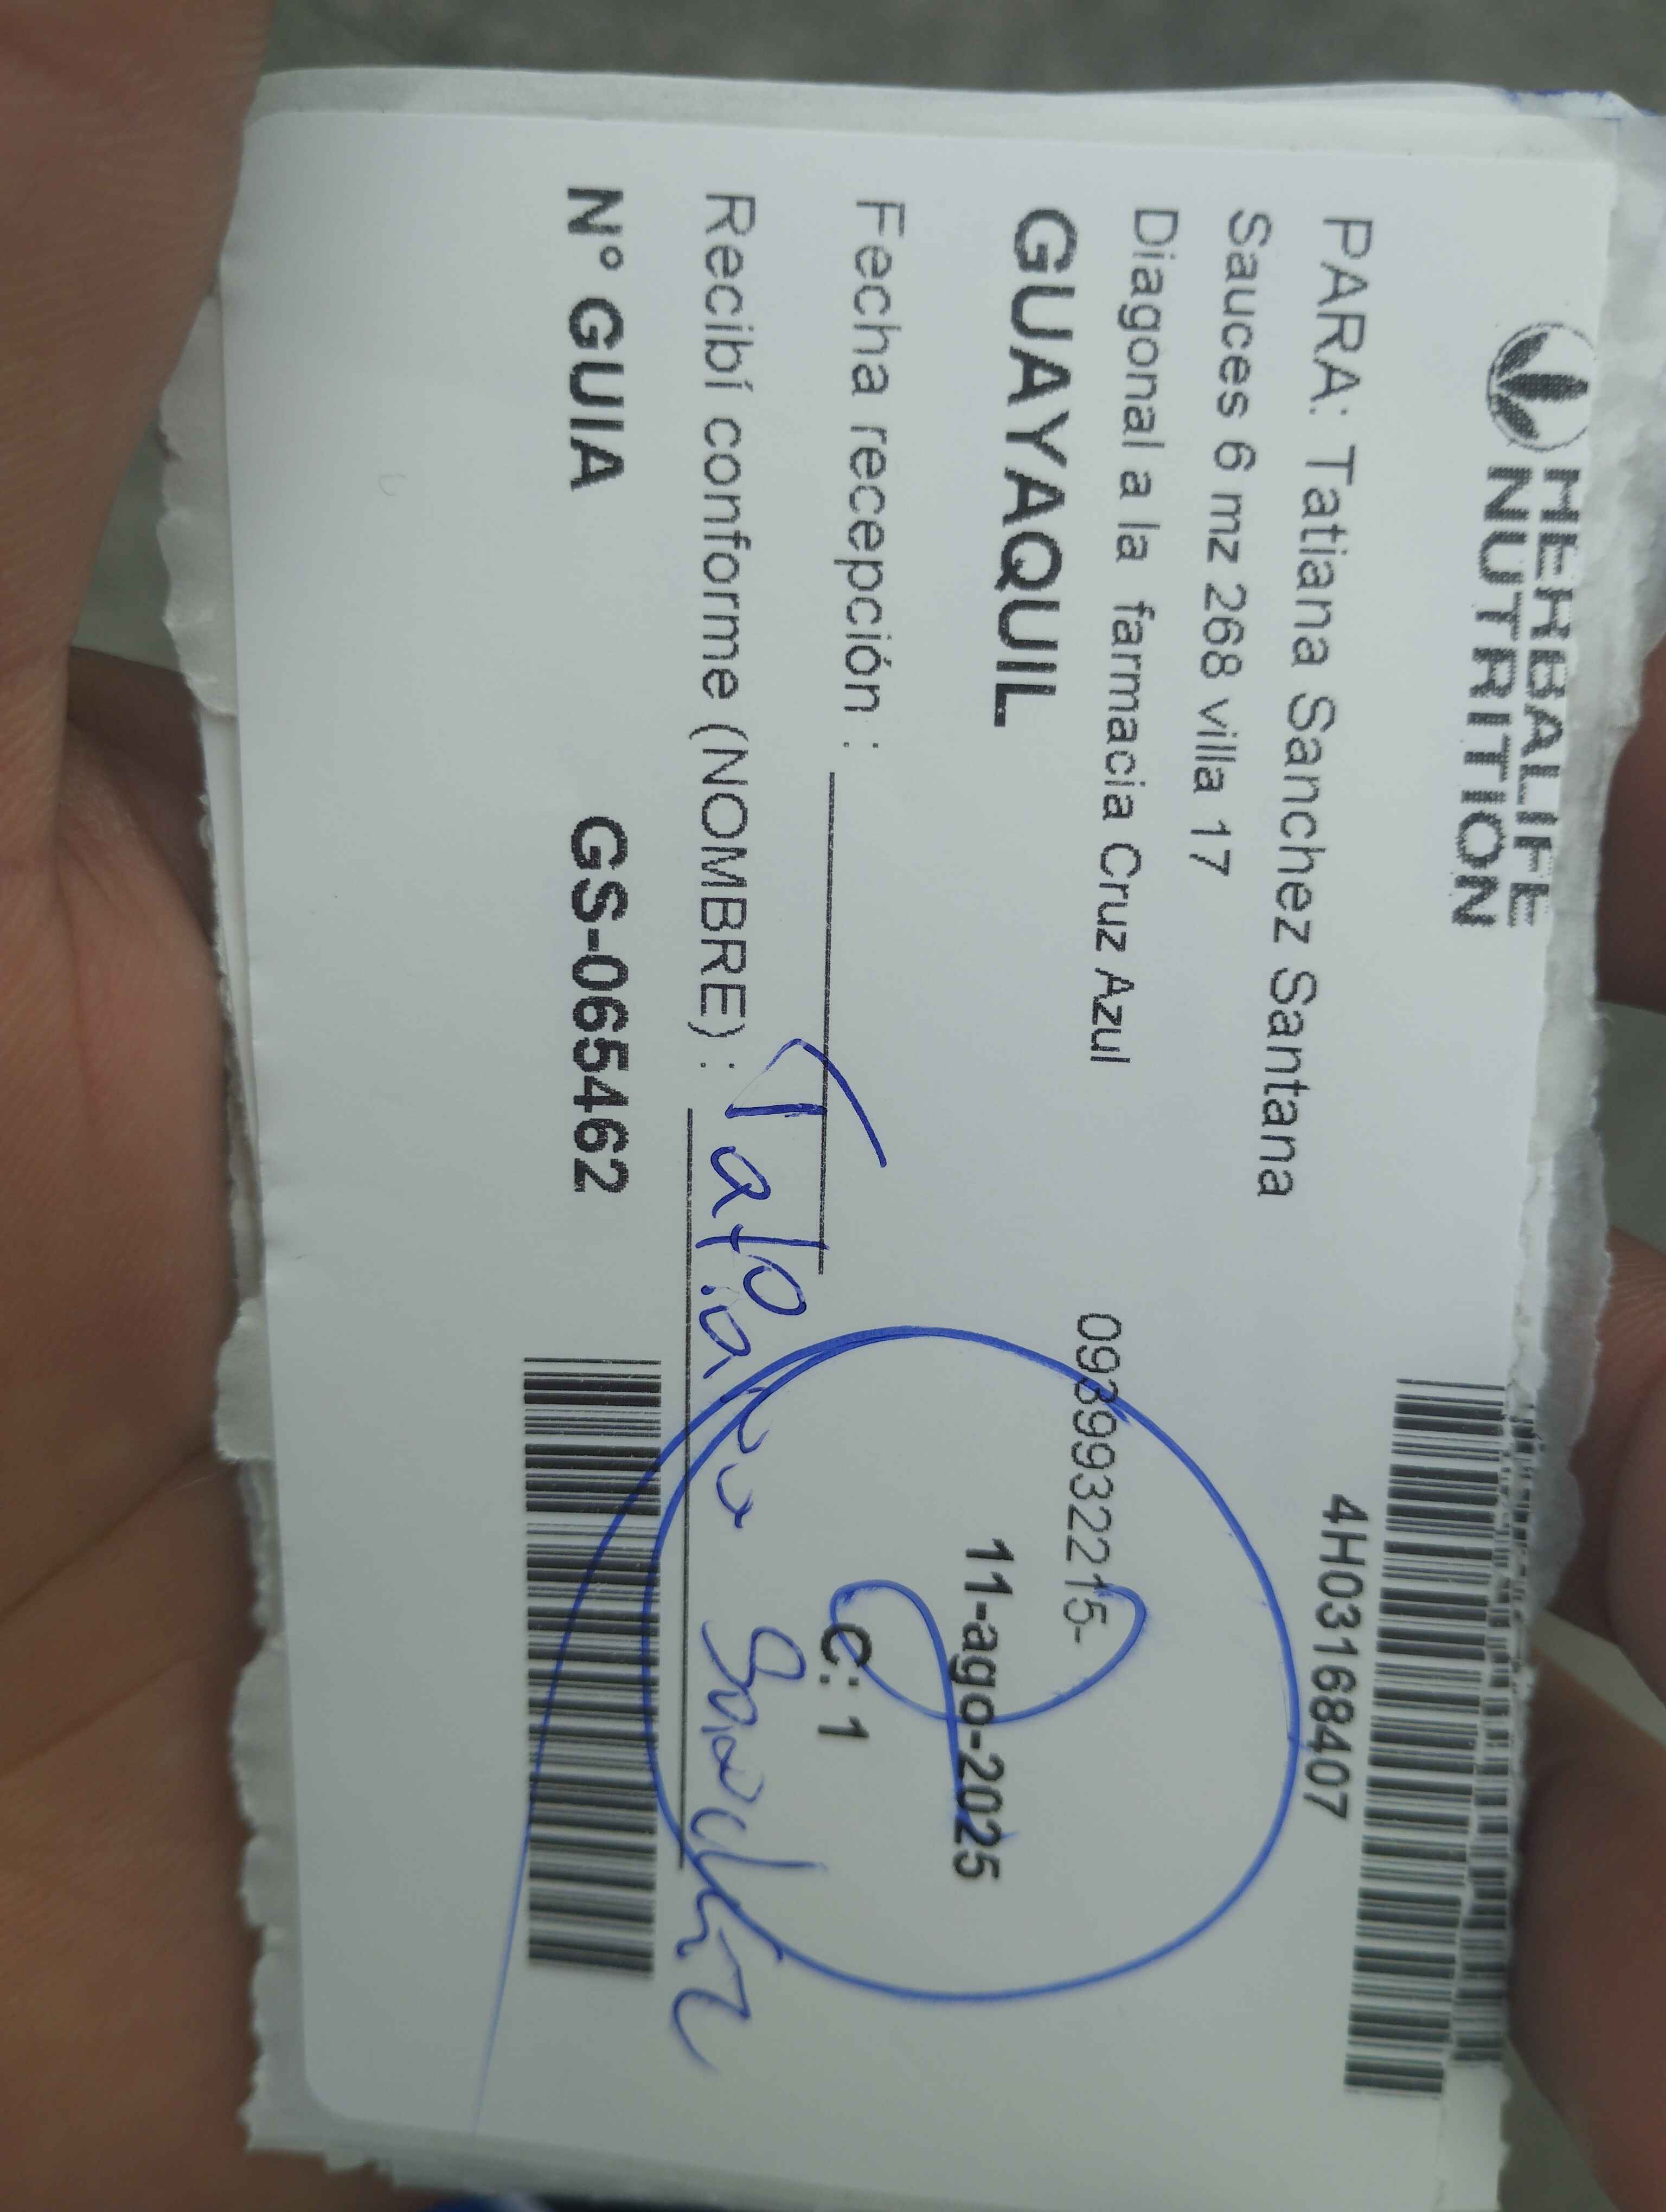 HERBALIFE
NUTRITION
4H03168407
PARA: Tatiana Sanchez Santana
Sauces 6 mz 268 villa 17
Diagonal a la farmacia Cruz Azul
0939932215-
GUAYAQUIL
11-ago-2025
Fecha recepción :
C: 1
Recibí conforme (NOMBRE) : Tatiana Sanchez
N° GUIA GS-065462